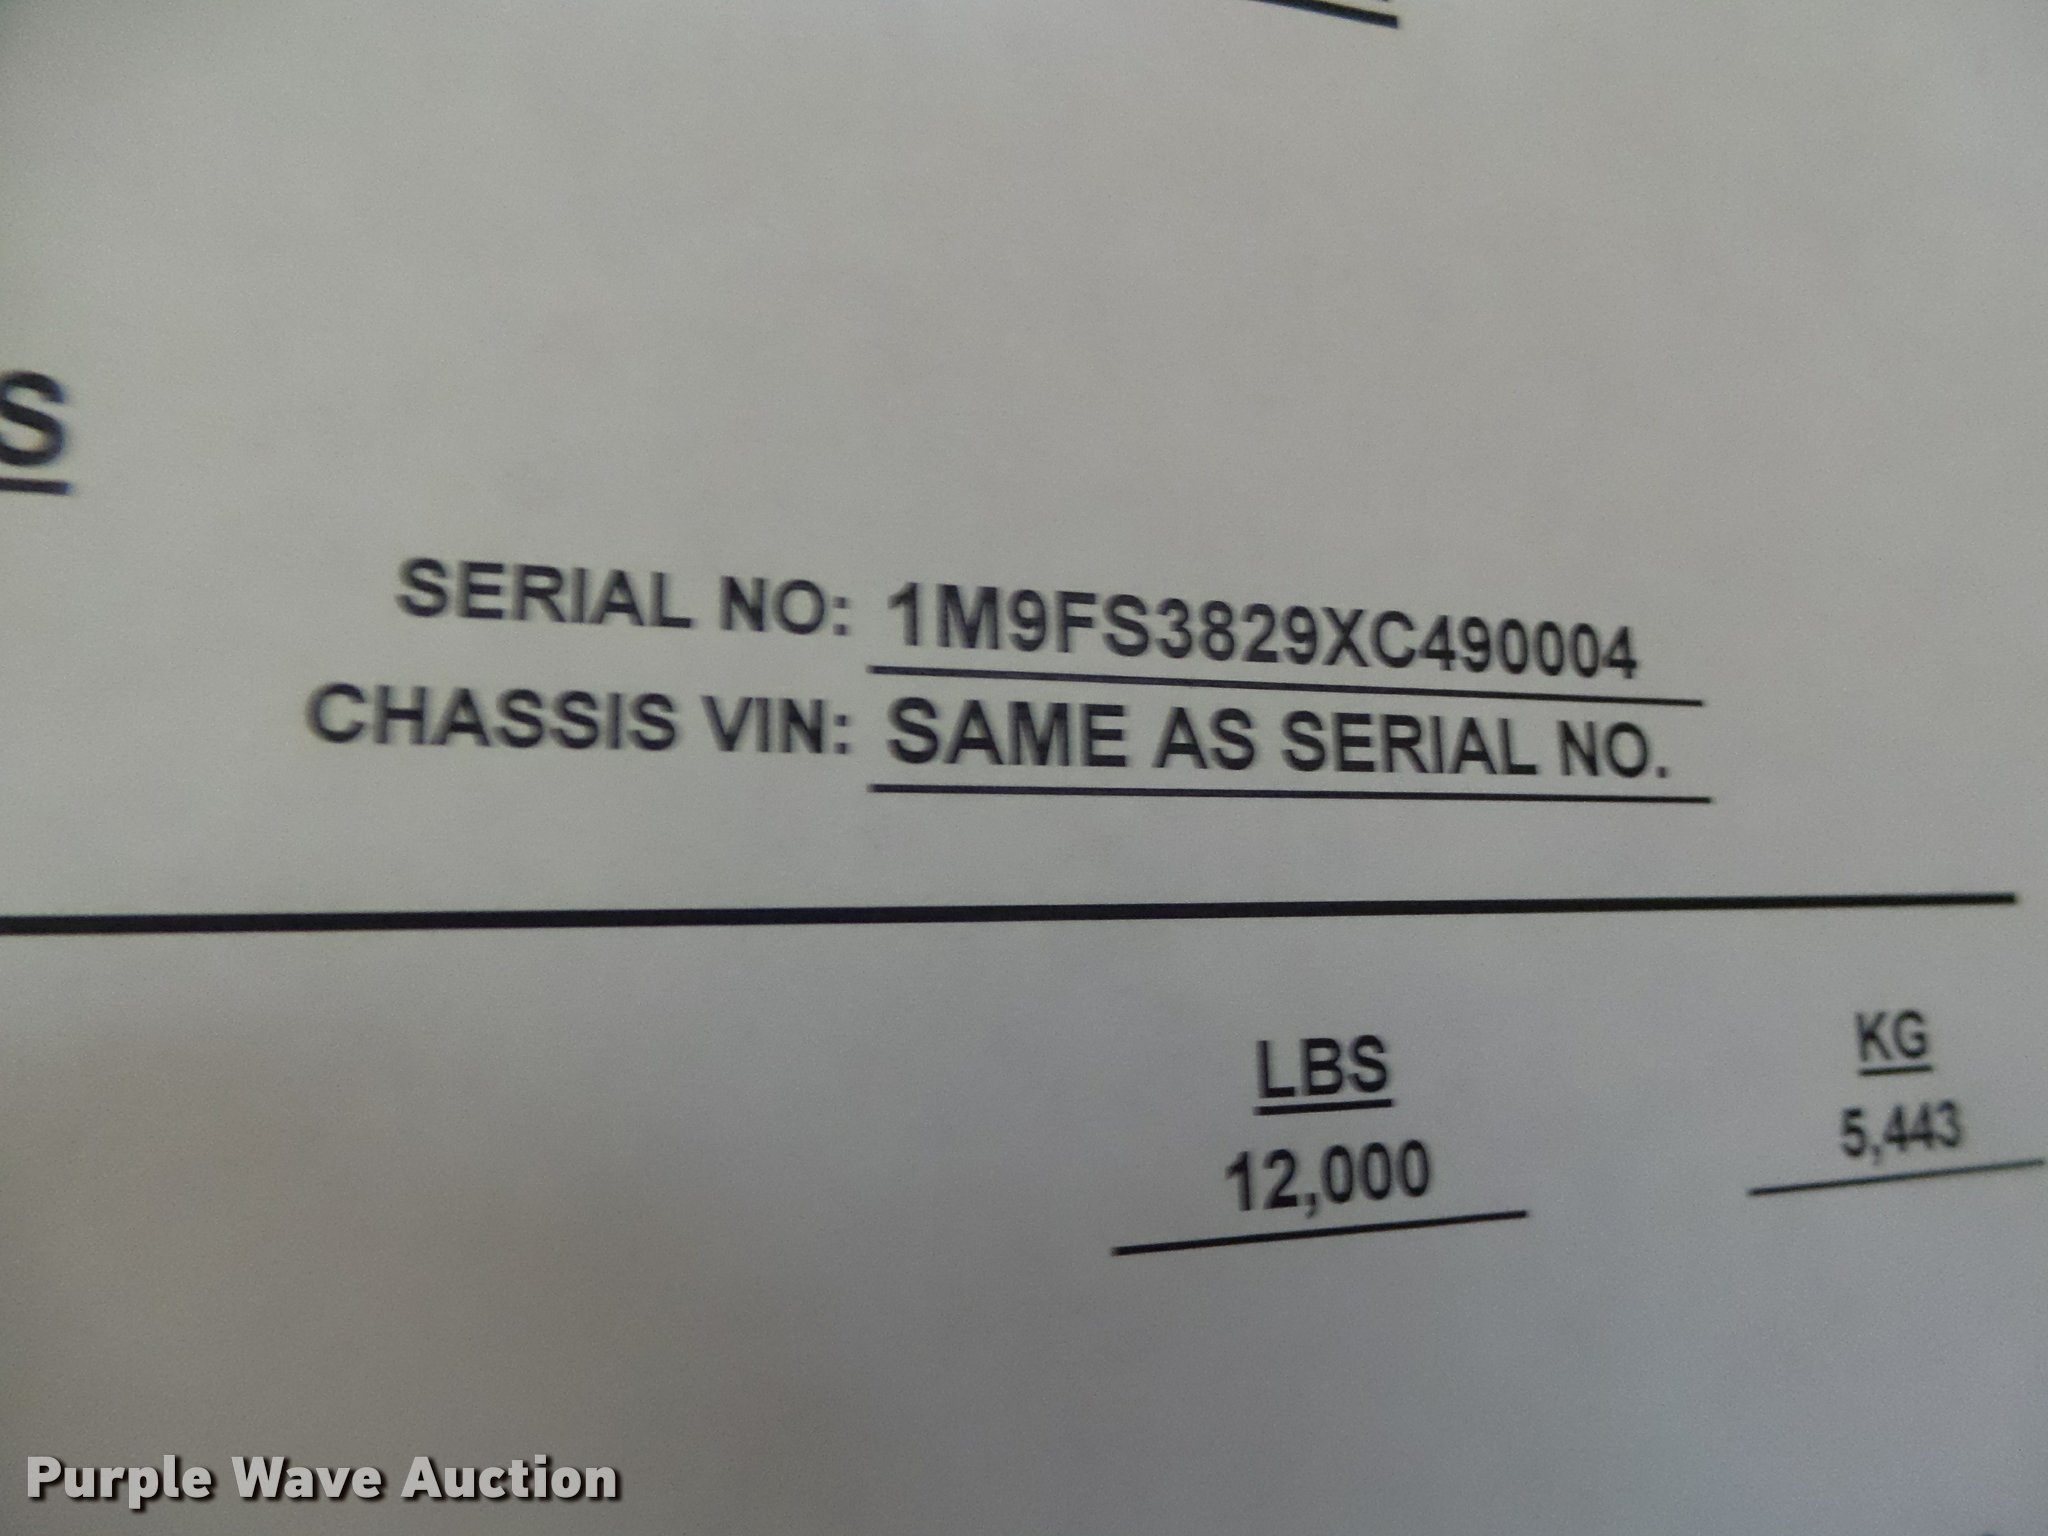 S
SERIAL NO: 1M9FS3829XC490004
CHASSIS VIN: SAME AS SERIAL NO.
LBS KG
12,000 5,443
Purple Wave Auction